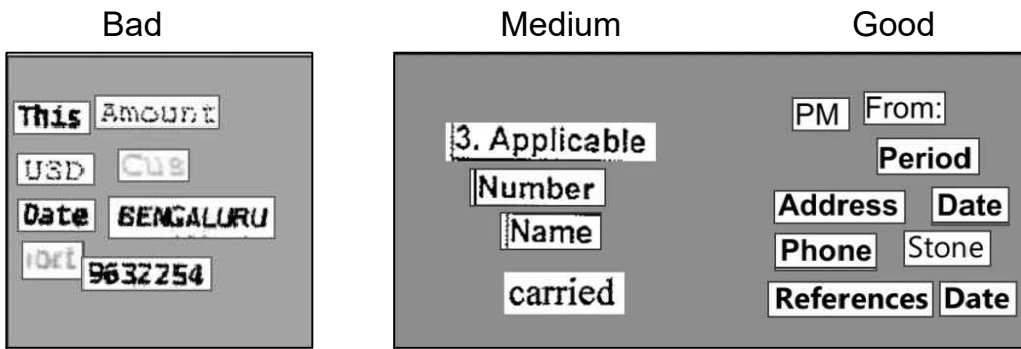 Bad
Medium
Good
This Amount
USD Cus
Date BENGALURU
9632254
3. Applicable
Number
Name
carried
PM From:
Period
Address Date
Phone Stone
References Date